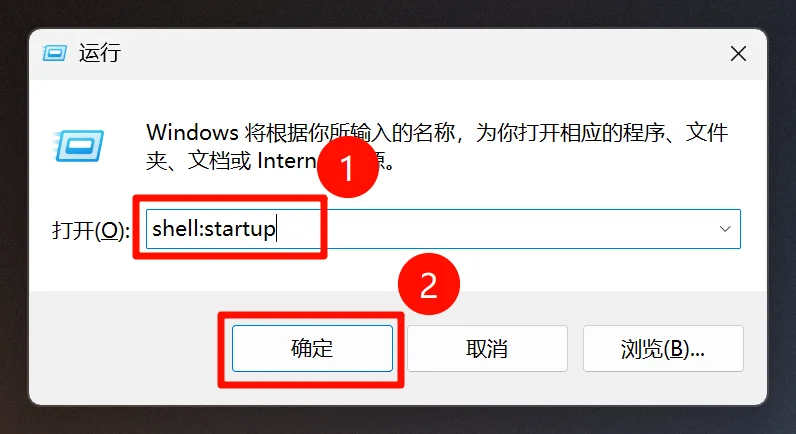 运行
Windows 将根据你所输入的名称，为你打开相应的程序、文件
夹、文档或 Intern 源。
1
打开(O): shell:startup
2
确定 取消 浏览(B)...